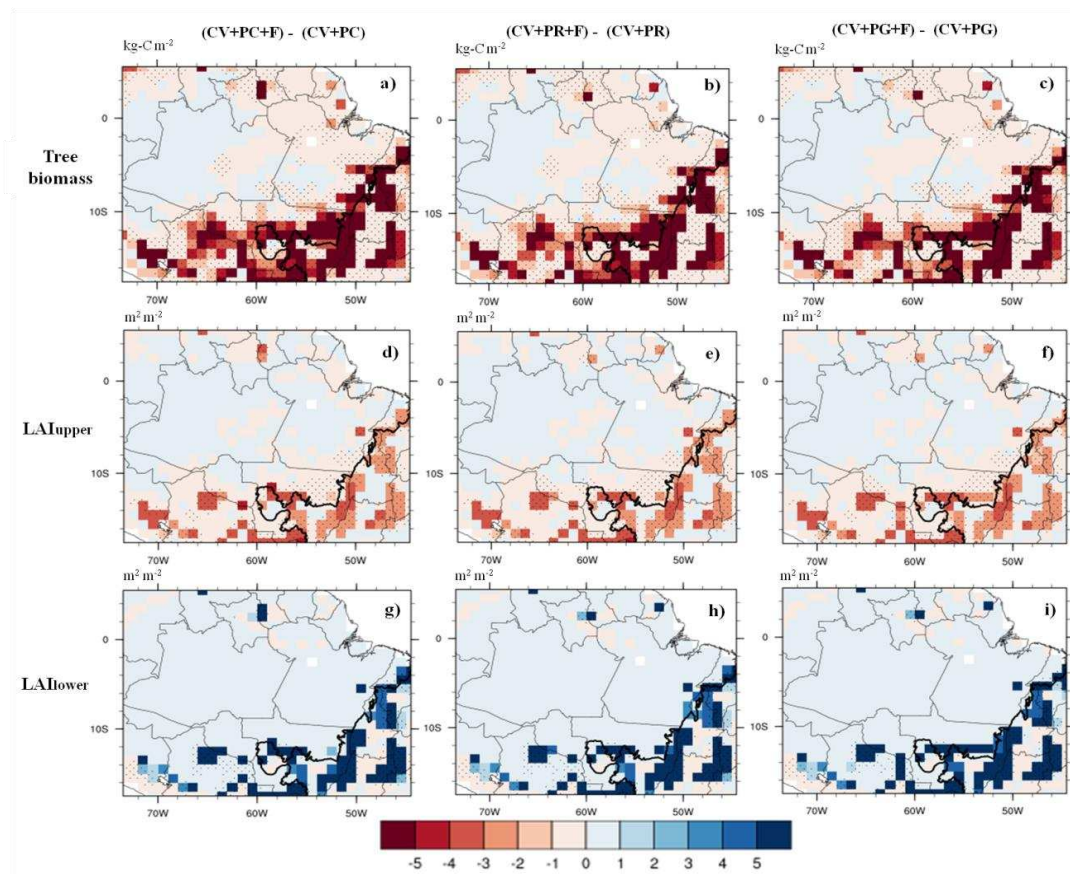 (CV+PC+F) - (CV+PC)
(CV+PR+F) - (CV+PR)
(CV+PG+F) - (CV+PG)
kg-C m-2
kg-C m-2
kg-C m-2
a)
b)
c)
0
0
0
Tree
biomass
10S
10S
10S
70W 60W 50W
70W 60W 50W
70W 60W 50W
m² m-2
m² m-2
m² m-2
d)
e)
f)
0
0
0
LAIupper
10S
10S
10S
70W 60W 50W
70W 60W 50W
70W 60W 50W
m² m-2
m² m-2
m² m-2
g)
h)
i)
0
0
0
LAIlower
10S
10S
10S
70W 60W 50W
70W 60W 50W
70W 60W 50W
-5 -4 -3 -2 -1 0 1 2 3 4 5